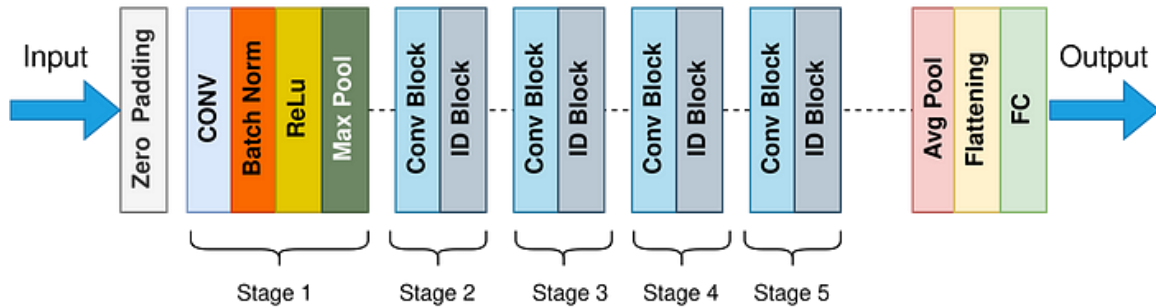 Input
Zero Padding
CONV
Batch Norm
ReLu
Max Pool
Conv Block
ID Block
Conv Block
ID Block
Conv Block
ID Block
Conv Block
ID Block
Avg Pool
Flattening
FC
Output
Stage 1
Stage 2
Stage 3
Stage 4
Stage 5